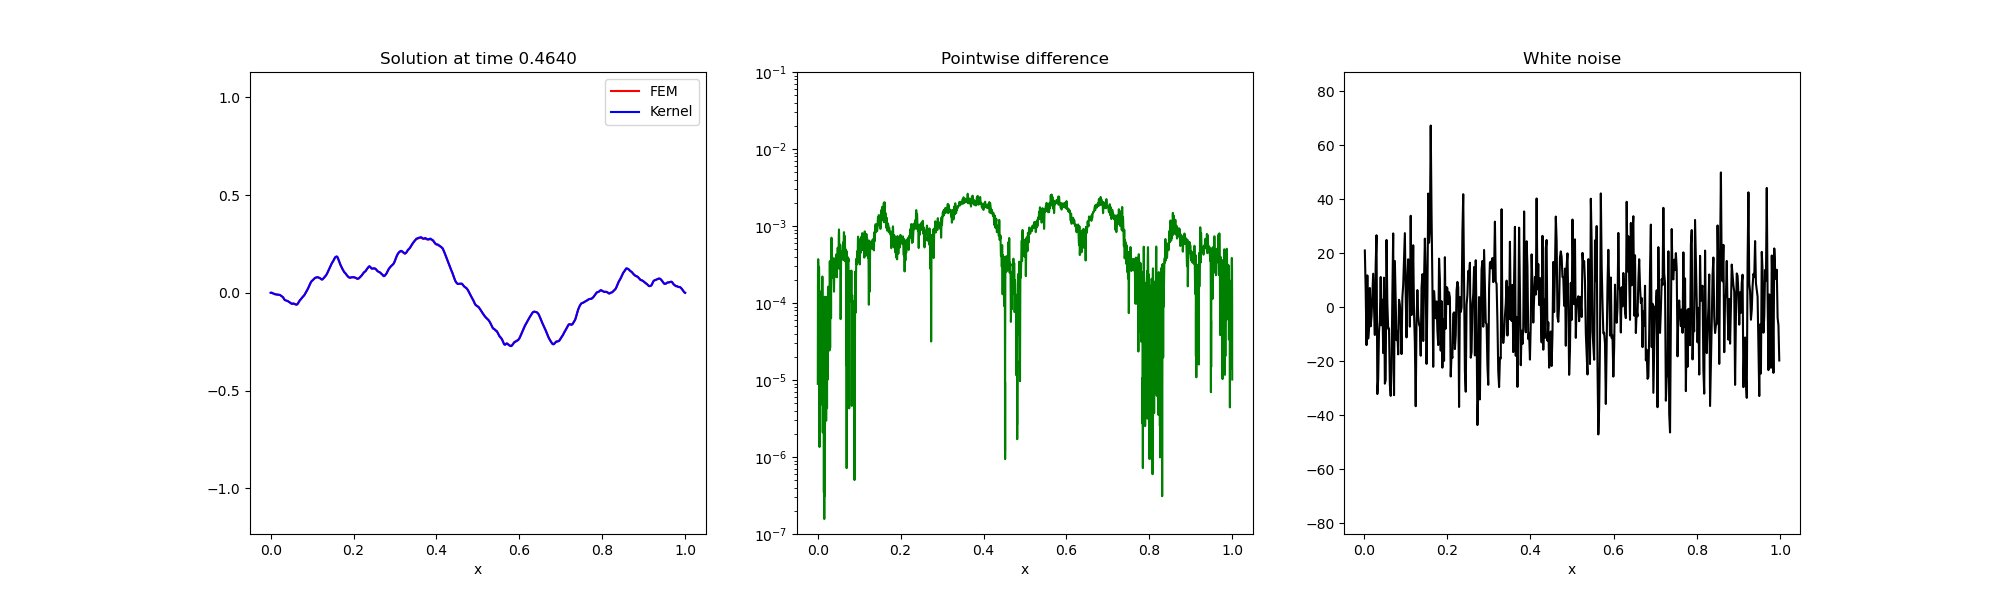 Solution at time 0.4640
1.0
0.5
0.0
−0.5
−1.0
0.0 0.2 0.4 0.6 0.8 1.0
x
FEM
Kernel
Pointwise difference
10⁻¹
10⁻²
10⁻³
10⁻⁴
10⁻⁵
10⁻⁶
10⁻⁷
0.0 0.2 0.4 0.6 0.8 1.0
x
White noise
80
60
40
20
0
−20
−40
−60
−80
0.0 0.2 0.4 0.6 0.8 1.0
x